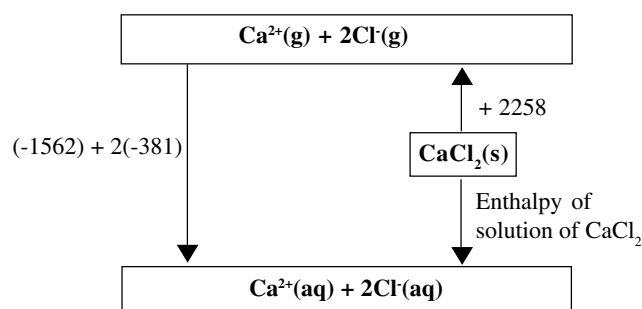 Ca²⁺(g) + 2Cl⁻(g)
+ 2258
(-1562) + 2(-381)
CaCl₂(s)
Enthalpy of
solution of CaCl₂
Ca²⁺(aq) + 2Cl⁻(aq)